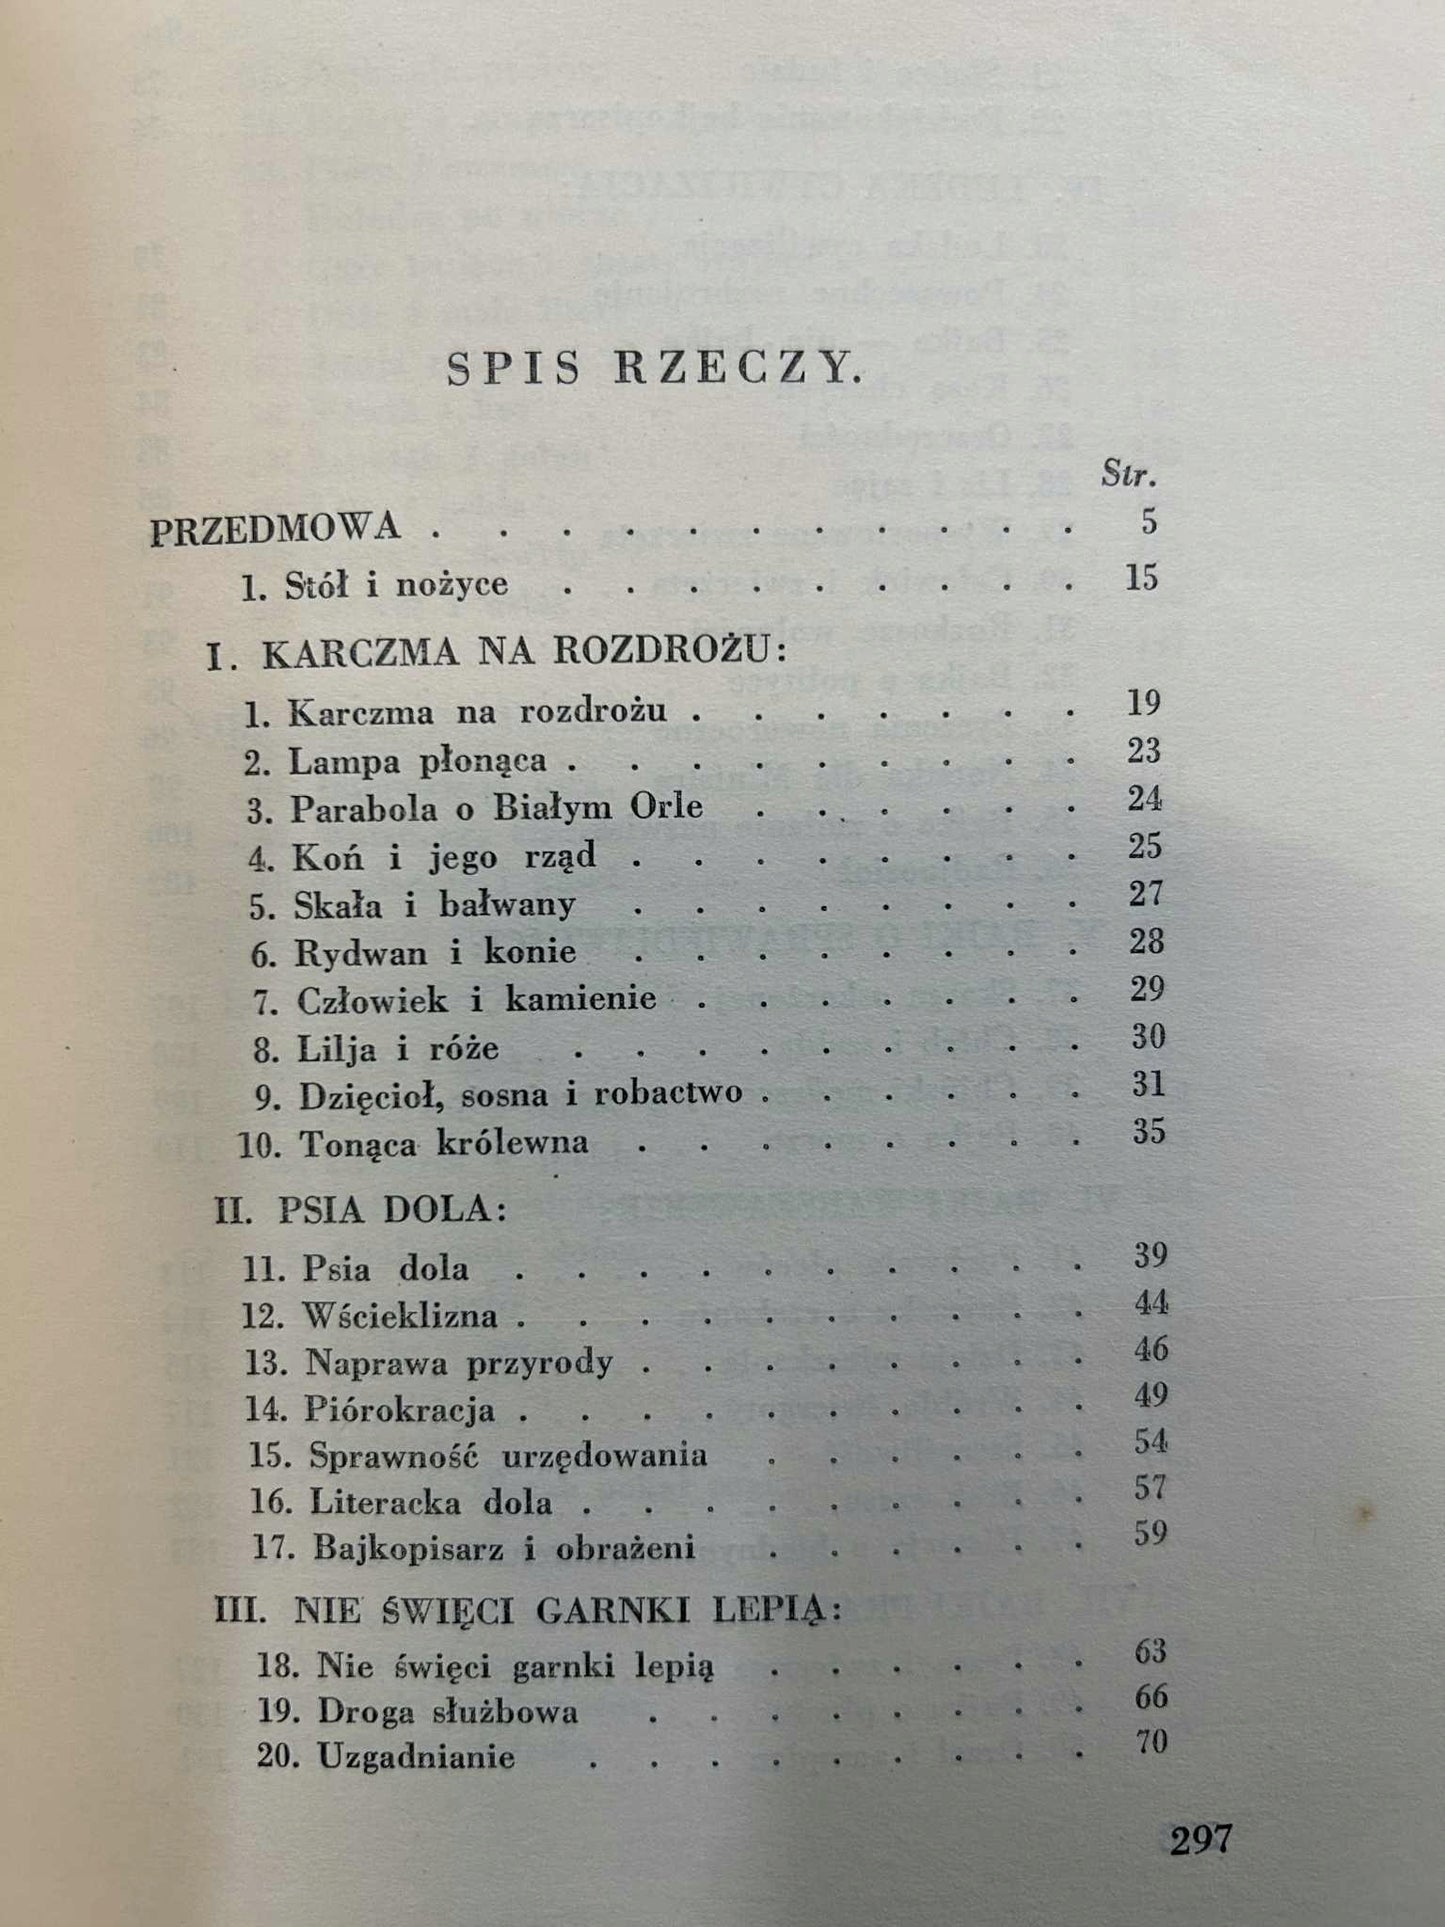 SPIS RZECZY.
Str.
PRZEDMOWA . . . . . . . . . . . 5
1. Stół i nożyce . . . . . . . . . 15
I. KARCZMA NA ROZDROŻU:
1. Karczma na rozdrożu . . . . . . . 19
2. Lampa płonąca . . . . . . . . . 23
3. Parabola o Białym Orle . . . . . . 24
4. Koń i jego rząd . . . . . . . . 25
5. Skała i bałwany . . . . . . . . 27
6. Rydwan i konie . . . . . . . . 28
7. Człowiek i kamienie . . . . . . . 29
8. Lilja i róże . . . . . . . . . 30
9. Dzięcioł, sosna i robactwo . . . . . . 31
10. Tonąca królewna . . . . . . . . 35
II. PSIA DOLA:
11. Psia dola . . . . . . . . . . 39
12. Wścieklizna . . . . . . . . . . 44
13. Naprawa przyrody . . . . . . . . 46
14. Piórokracja . . . . . . . . . . 49
15. Sprawność urzędowania . . . . . . 54
16. Literacka dola . . . . . . . . . 57
17. Bajkopisarz i obrażeni . . . . . . 59
III. NIE ŚWIĘCI GARNKI LEPIĄ:
18. Nie święci garnki lepią . . . . . . 63
19. Droga służbowa . . . . . . . . 66
20. Uzgadnianie . . . . . . . . . 70
297